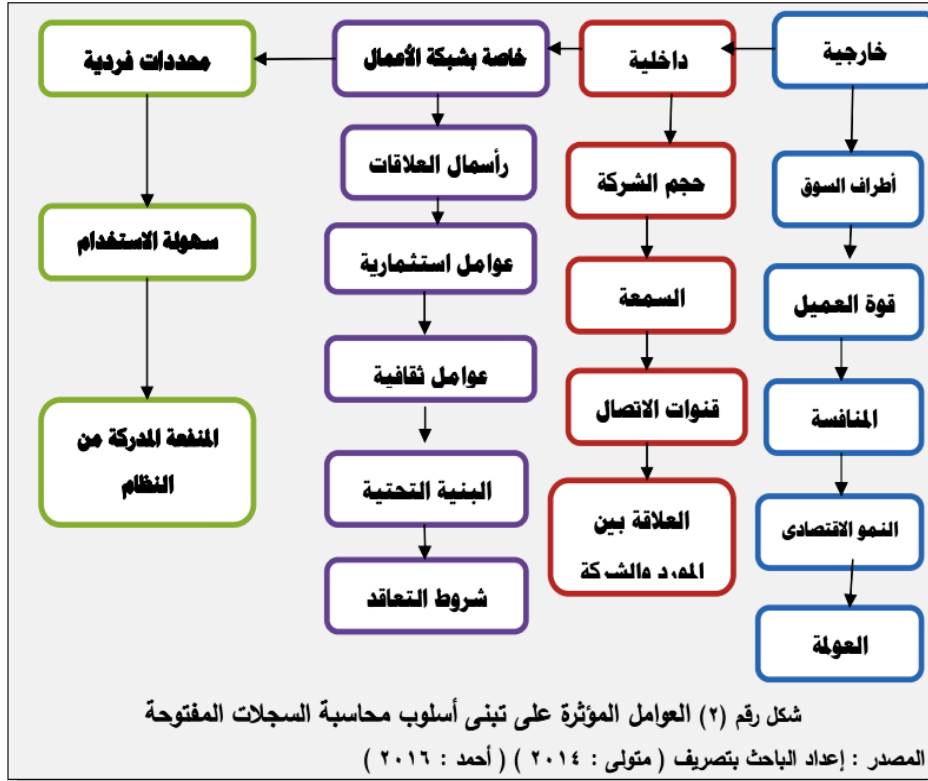 خارجية
داخلية
خاصة بشبكة الأعمال
محددات فردية
أطراف السوق
قوة العميل
المنافسة
النمو الاقتصادى
العولمة
حجم الشركة
السمعة
قنوات الاتصال
العلاقة بين
المورد والشركة
رأسمال العلاقات
عوامل استثمارية
عوامل ثقافية
البنية التحتية
شروط التعاقد
سهولة الاستخدام
المنفعة المدركة من
النظام
شكل رقم (٢) العوامل المؤثرة على تبنى أسلوب محاسبة السجلات المفتوحة
المصدر : إعداد الباحث بتصريف ( متولى : ٢٠١٤ ) ( أحمد : ٢٠١٦ )